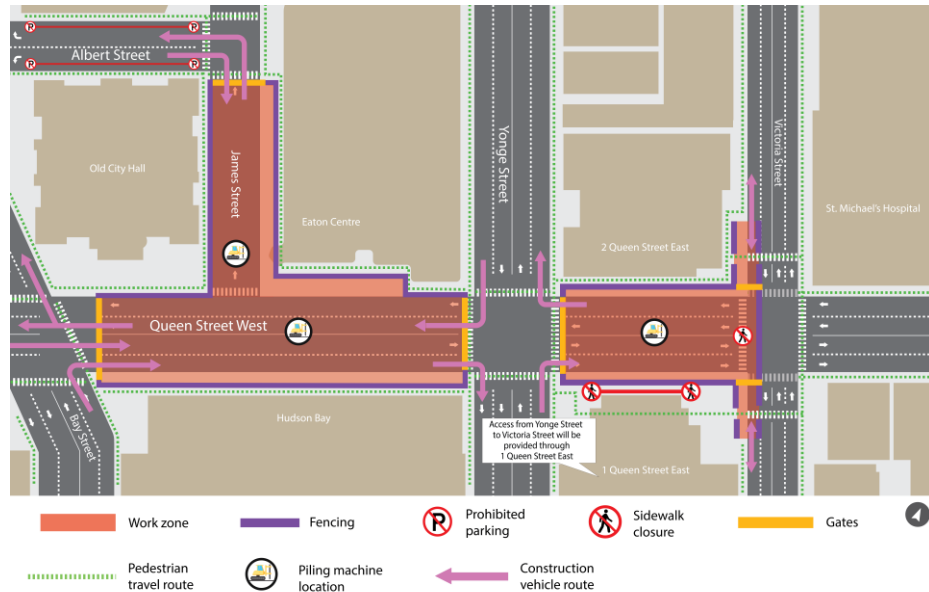 P
P
Albert Street
P
P
Old City Hall
James Street
Eaton Centre
Yonge Street
Victoria Street
St. Michael's Hospital
2 Queen Street East
Queen Street West
Bay Street
Hudson Bay
Access from Yonge Street
to Victoria Street will be
provided through
1 Queen Street East
1 Queen Street East
Work zone
Fencing
P
Prohibited
parking
Sidewalk
closure
Gates
Pedestrian
travel route
Piling machine
location
Construction
vehicle route